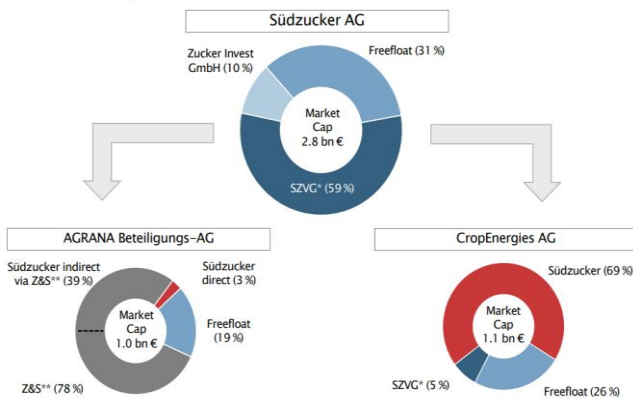 Südzucker AG
Zucker Invest
GmbH (10 %)
Freefloat (31 %)
Market
Cap
2.8 bn €
SZVG* (59 %)
AGRANA Beteiligungs-AG
Südzucker indirect
via Z&S** (39 %)
Südzucker
direct (3 %)
Market
Cap
1.0 bn €
Freefloat
(19 %)
Z&S** (78 %)
CropEnergies AG
Südzucker (69 %)
Market
Cap
1.1 bn €
SZVG* (5 %)
Freefloat (26 %)